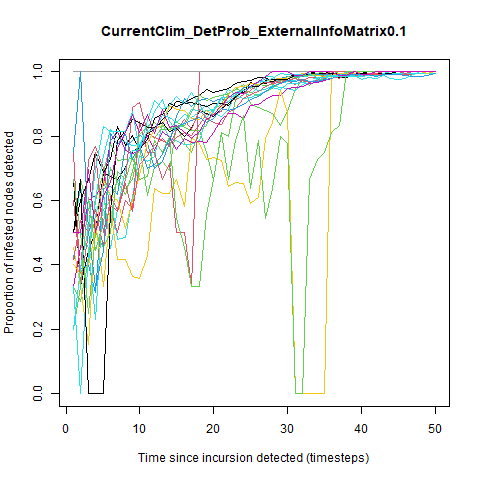 CurrentClim_DetProb_ExternalInfoMatrix0.1
Proportion of infested nodes detected
1.0
0.8
0.6
0.4
0.2
0.0
0 10 20 30 40 50
Time since incursion detected (timesteps)